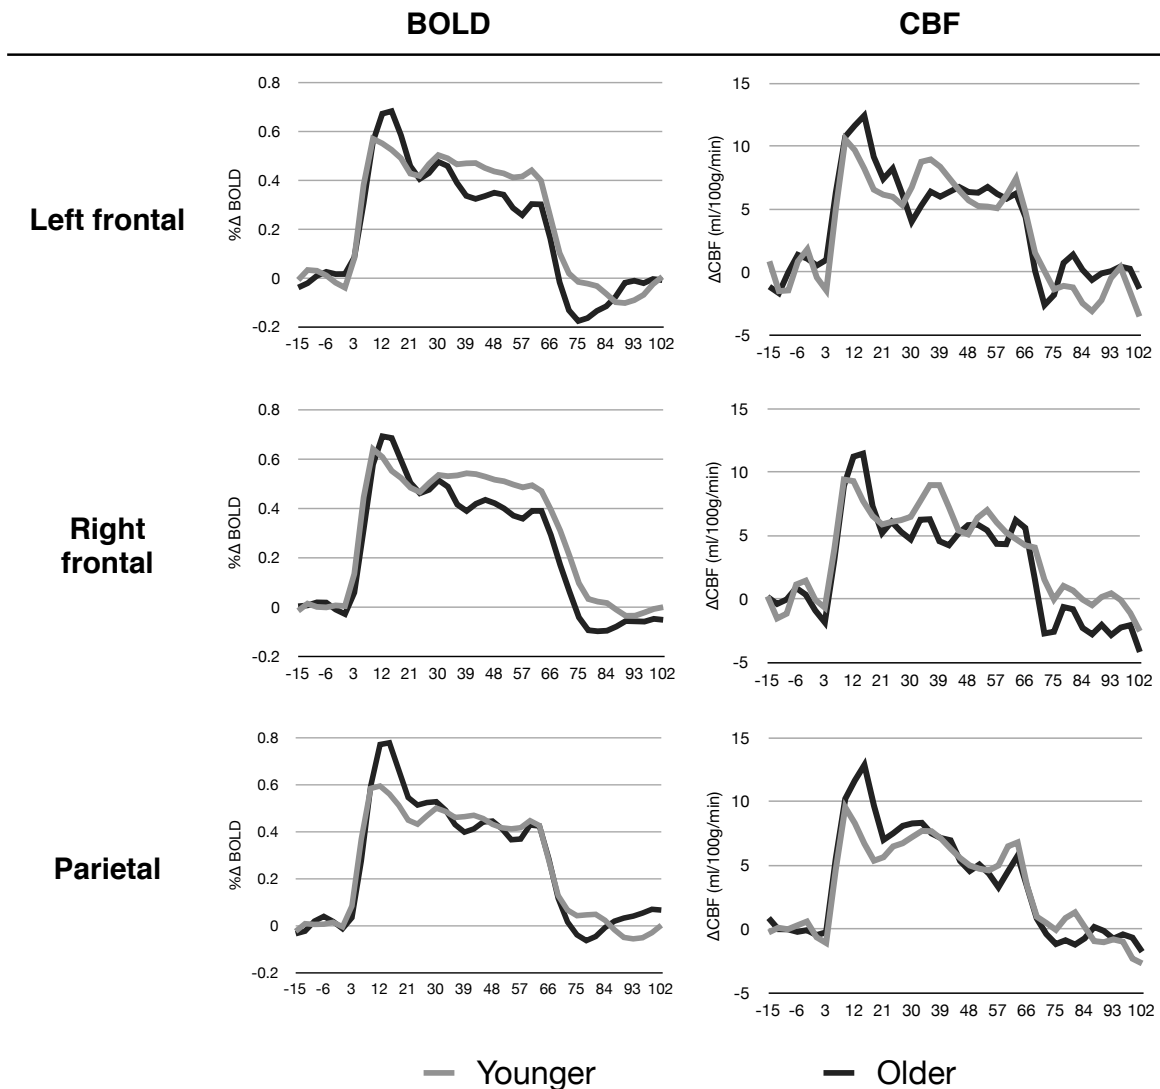 BOLD CBF
Left frontal
0.8
0.6
0.4
0.2
0
-0.2
%Δ BOLD
-15 -6 3 12 21 30 39 48 57 66 75 84 93 102
15
10
5
0
-5
ΔCBF (ml/100g/min)
-15 -6 3 12 21 30 39 48 57 66 75 84 93 102
Right
frontal
0.8
0.6
0.4
0.2
0
-0.2
%Δ BOLD
-15 -6 3 12 21 30 39 48 57 66 75 84 93 102
15
10
5
0
-5
ΔCBF (ml/100g/min)
-15 -6 3 12 21 30 39 48 57 66 75 84 93 102
Parietal
0.8
0.6
0.4
0.2
0
-0.2
%Δ BOLD
-15 -6 3 12 21 30 39 48 57 66 75 84 93 102
15
10
5
0
-5
ΔCBF (ml/100g/min)
-15 -6 3 12 21 30 39 48 57 66 75 84 93 102
Younger Older